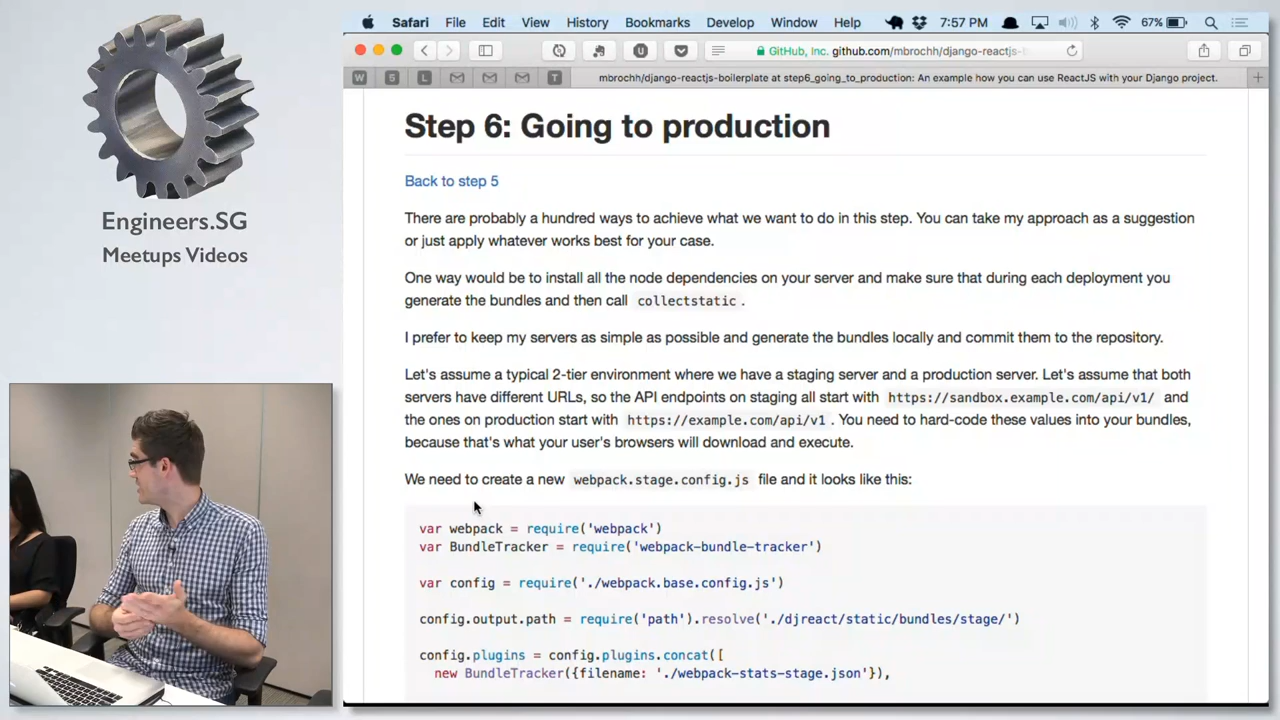 Safari File Edit View History Bookmarks Develop Window Help 7:57 PM 67%
GitHub, Inc. github.com/mbrochh/django-reactjs-
W 5 L T mbrochh/django-reactjs-boilerplate at step6_going_to_production: An example how you can use ReactJS with your Django project.
Engineers.SG
Meetups Videos
Step 6: Going to production
Back to step 5
There are probably a hundred ways to achieve what we want to do in this step. You can take my approach as a suggestion
or just apply whatever works best for your case.
One way would be to install all the node dependencies on your server and make sure that during each deployment you
generate the bundles and then call collectstatic .
I prefer to keep my servers as simple as possible and generate the bundles locally and commit them to the repository.
Let's assume a typical 2-tier environment where we have a staging server and a production server. Let's assume that both
servers have different URLs, so the API endpoints on staging all start with https://sandbox.example.com/api/v1/ and
the ones on production start with https://example.com/api/v1 . You need to hard-code these values into your bundles,
because that's what your user's browsers will download and execute.
We need to create a new webpack.stage.config.js file and it looks like this:
var webpack = require('webpack')
var BundleTracker = require('webpack-bundle-tracker')
var config = require('./webpack.base.config.js')
config.output.path = require('path').resolve('./djreact/static/bundles/stage/')
config.plugins = config.plugins.concat([
new BundleTracker({filename: './webpack-stats-stage.json'}),